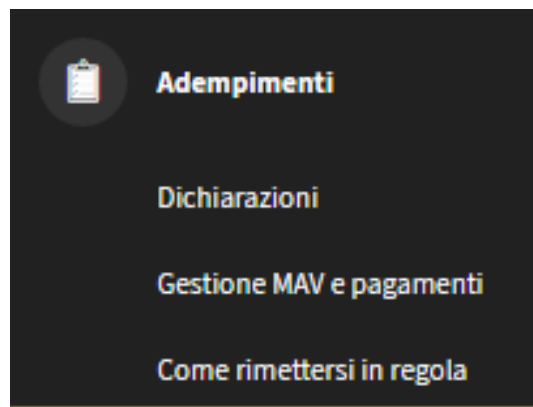 Adempimenti
Dichiarazioni
Gestione MAV e pagamenti
Come rimettersi in regola